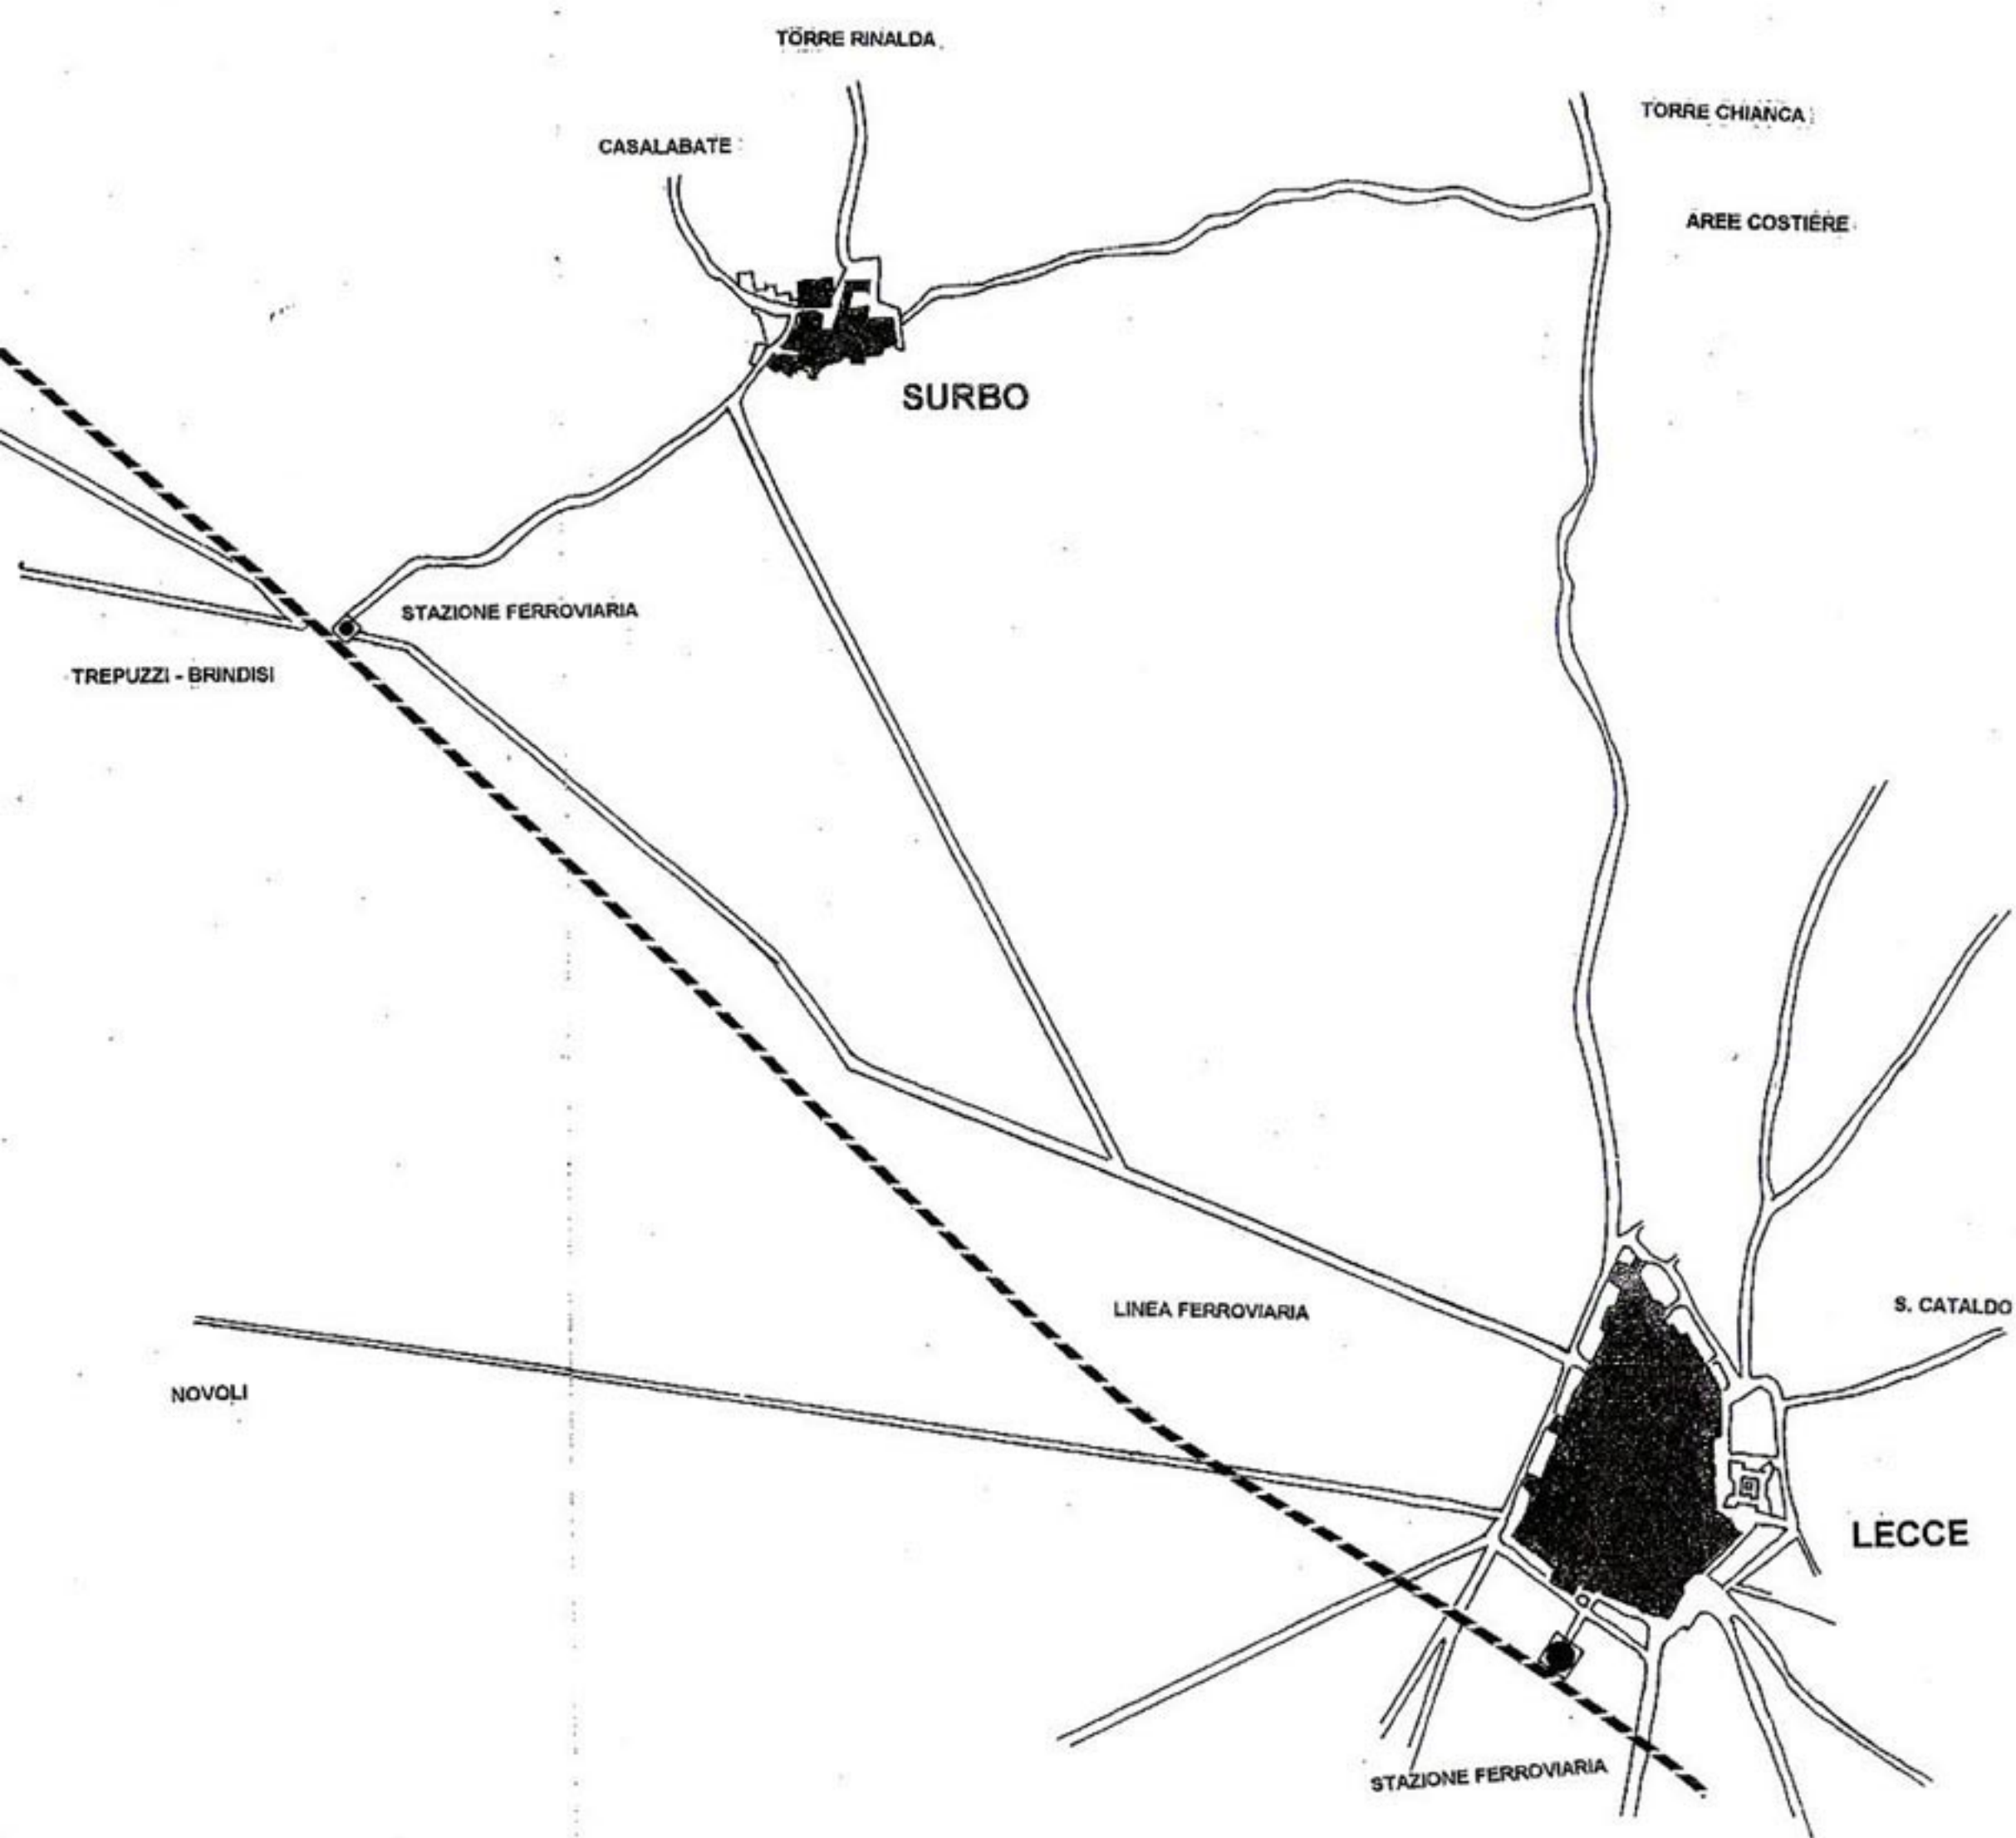 TORRE RINALDA
TORRE CHIANCA
CASALABATE
AREE COSTIERE
SURBO
STAZIONE FERROVIARIA
TREPUZZI - BRINDISI
LINEA FERROVIARIA
S. CATALDO
NOVOLI
LECCE
STAZIONE FERROVIARIA